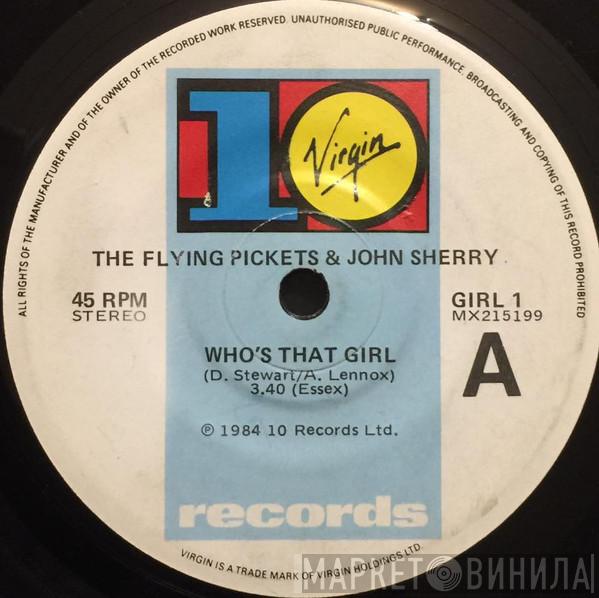 ALL RIGHTS OF THE MANUFACTURER AND OF THE OWNER OF THE RECORDED WORK RESERVED. UNAUTHORISED PUBLIC PERFORMANCE, BROADCASTING AND COPYING OF THIS RECORD PROHIBITED
10
Virgin
THE FLYING PICKETS & JOHN SHERRY
45 RPM
STEREO
GIRL 1
MX215199
A
WHO'S THAT GIRL
(D. Stewart/A. Lennox)
3.40 (Essex)
℗ 1984 10 Records Ltd.
records
VIRGIN IS A TRADE MARK OF VIRGIN HOLDINGS LTD.
МАРКЕТ ВИНИЛА